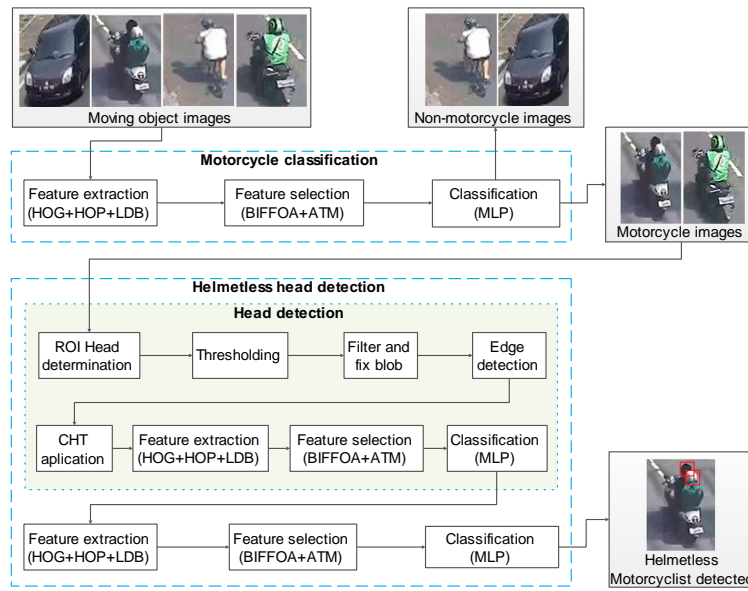 Moving object images
Non-motorcycle images
Motorcycle classification
Feature extraction
(HOG+HOP+LDB)
Feature selection
(BIFFOA+ATM)
Classification
(MLP)
Motorcycle images
Helmetless head detection
Head detection
ROI Head
determination
Thresholding
Filter and
fix blob
Edge
detection
CHT
aplication
Feature extraction
(HOG+HOP+LDB)
Feature selection
(BIFFOA+ATM)
Classification
(MLP)
Feature extraction
(HOG+HOP+LDB)
Feature selection
(BIFFOA+ATM)
Classification
(MLP)
Helmetless
Motorcyclist detected